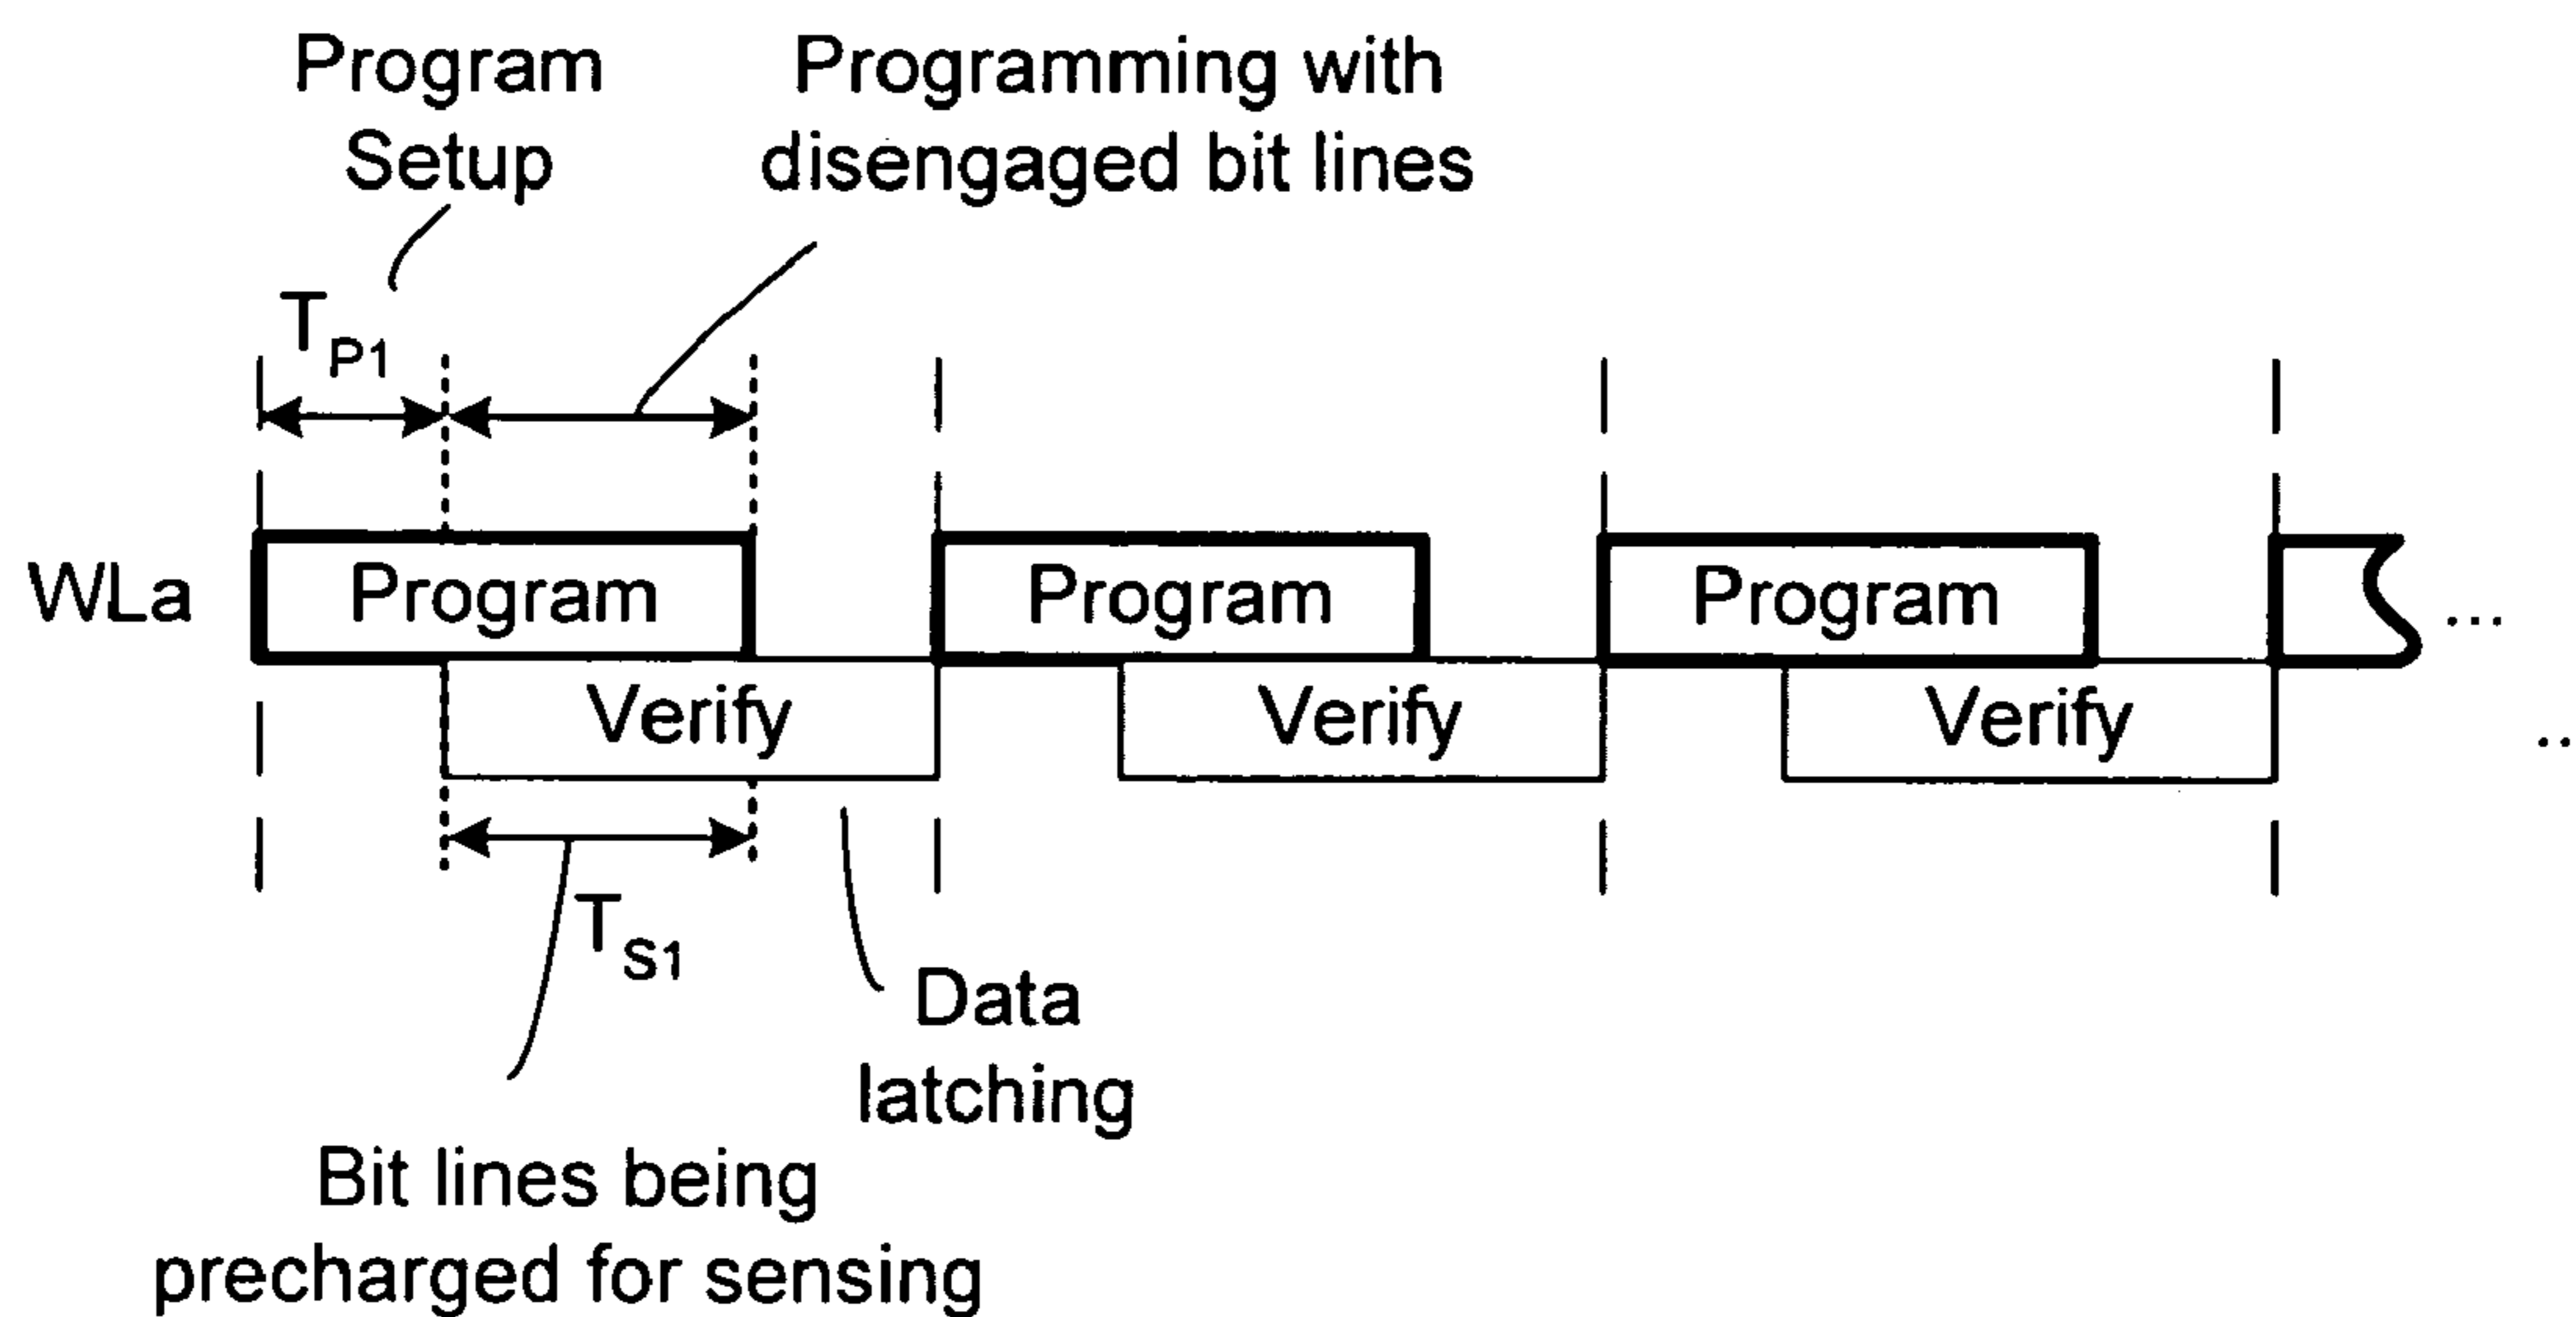 Program
Setup
Programming with
disengaged bit lines
TP1
WLa
Program
Program
Program
...
Verify
Verify
Verify
..
TS1
Data
latching
Bit lines being
precharged for sensing